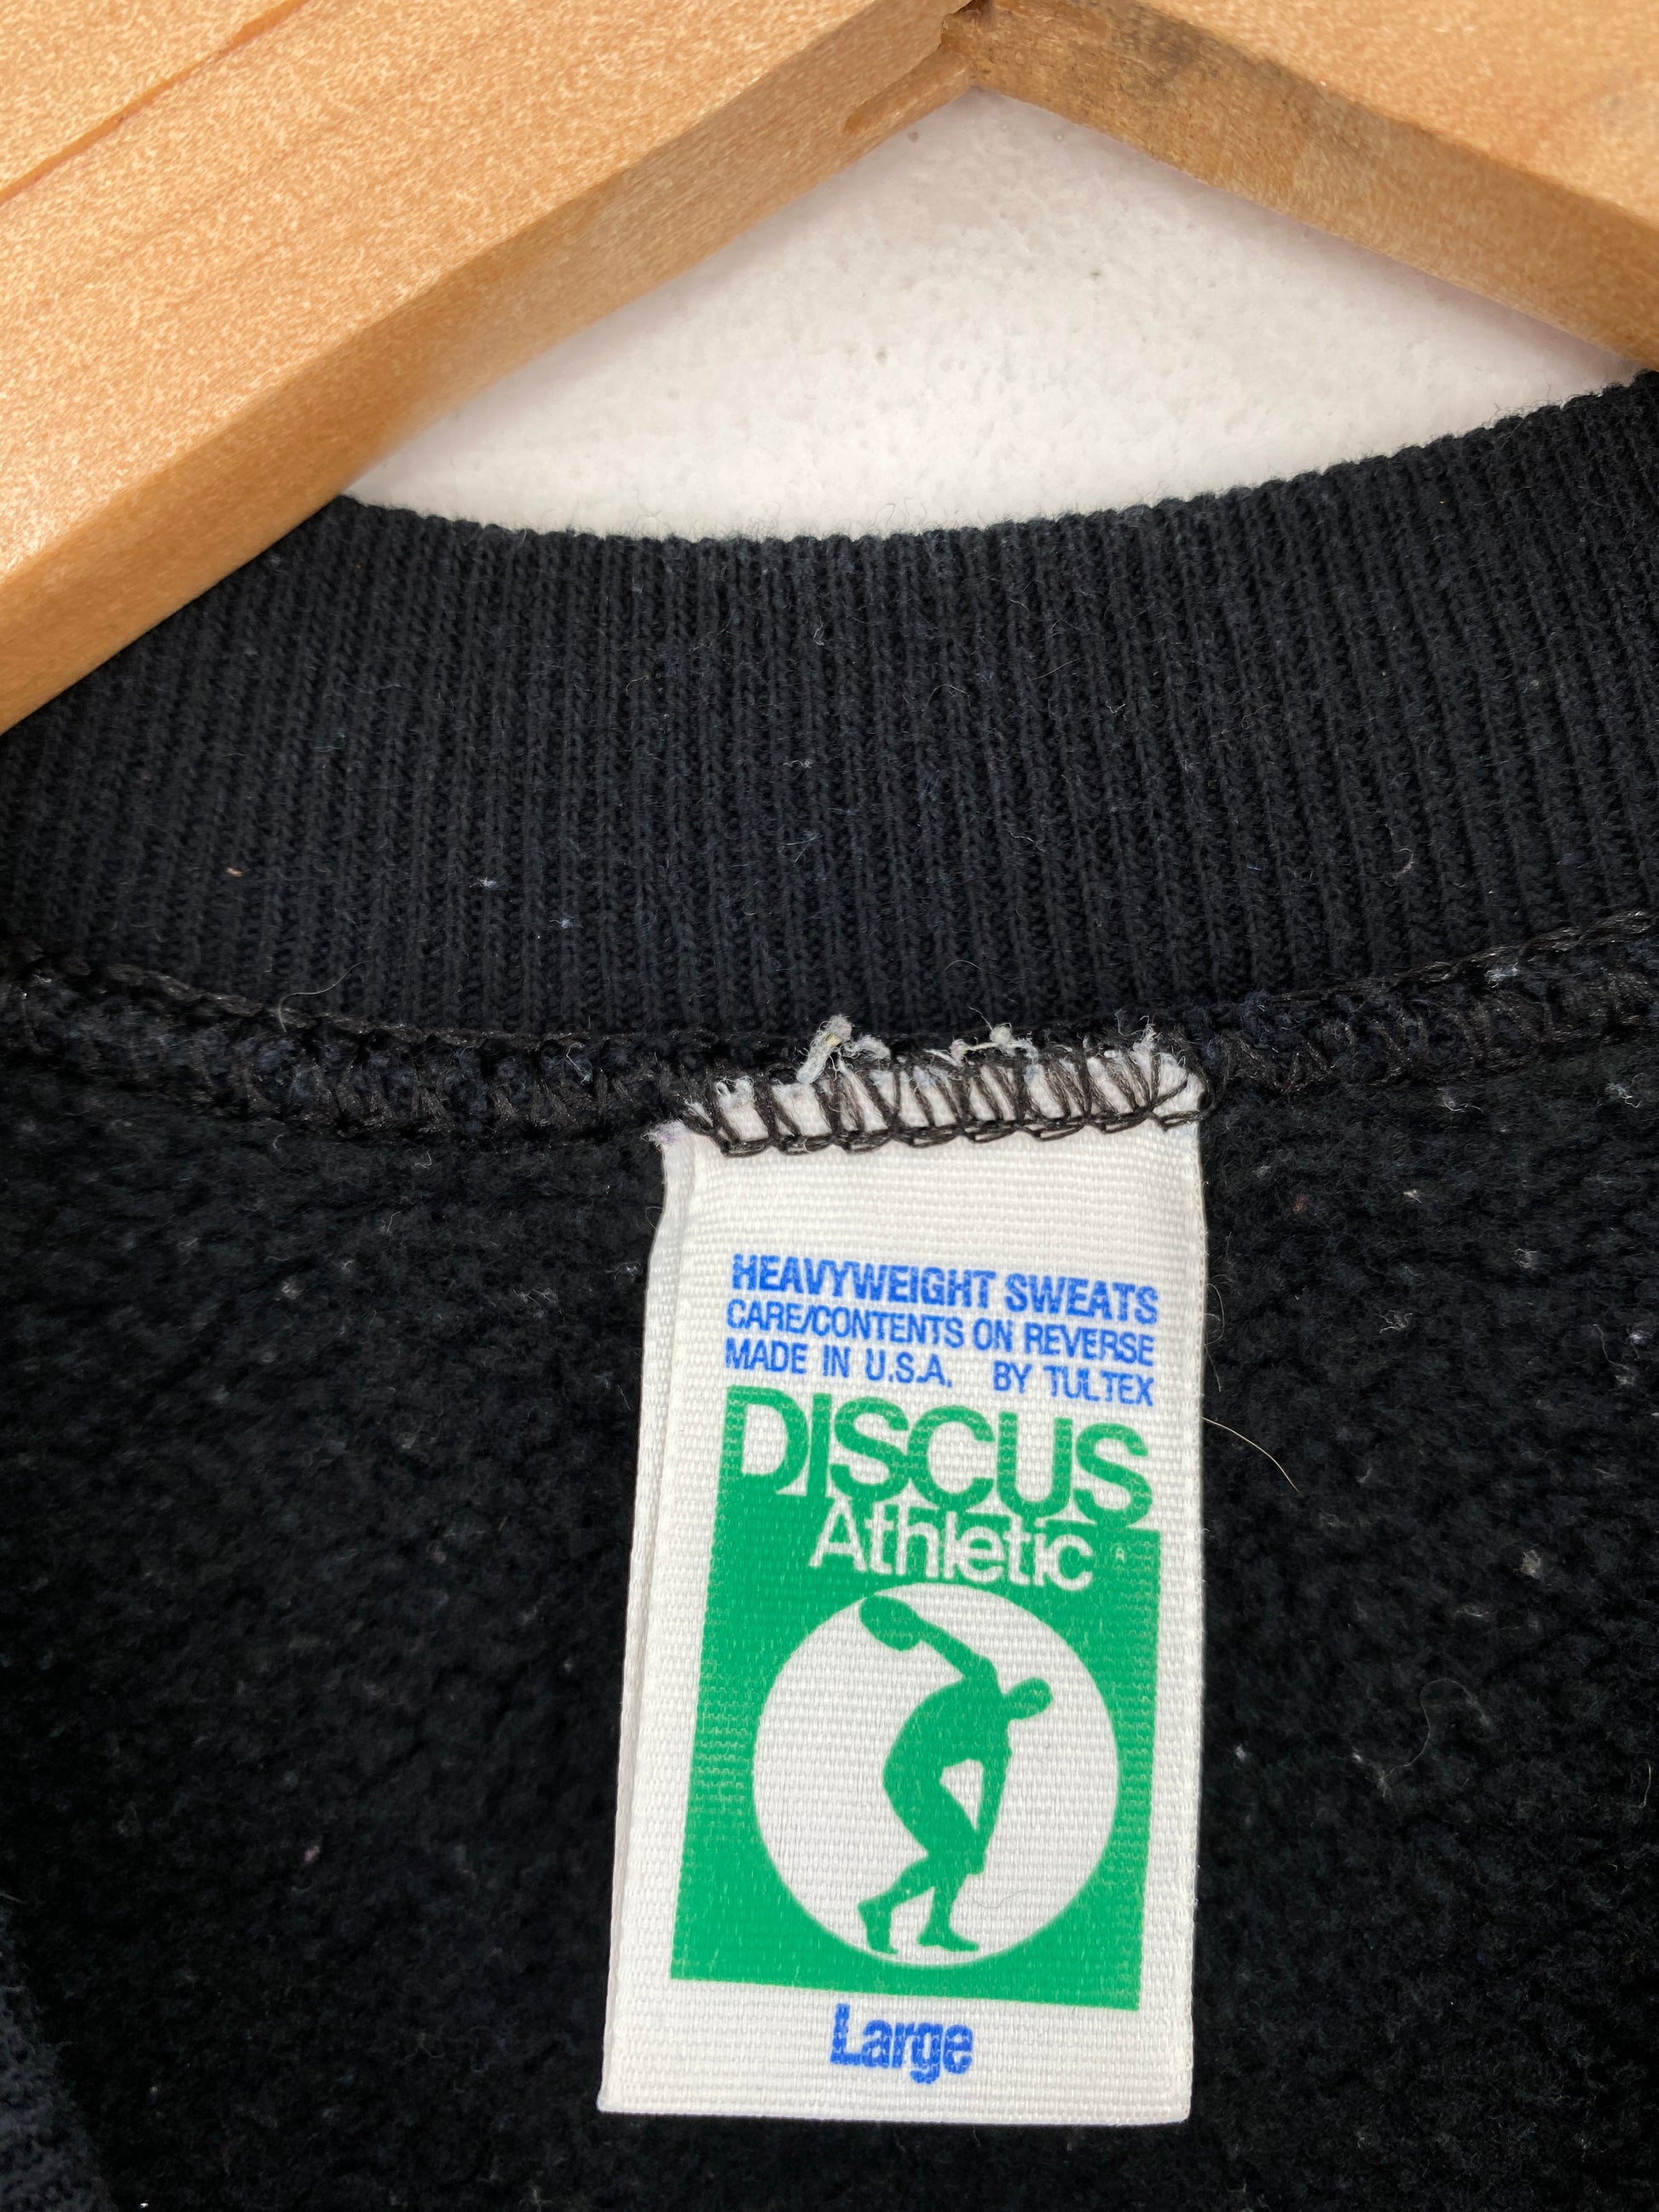 HEAVYWEIGHT SWEATS
CARE/CONTENTS ON REVERSE
MADE IN U.S.A. BY TULTEX
DISCUS
Athletic ®
Large